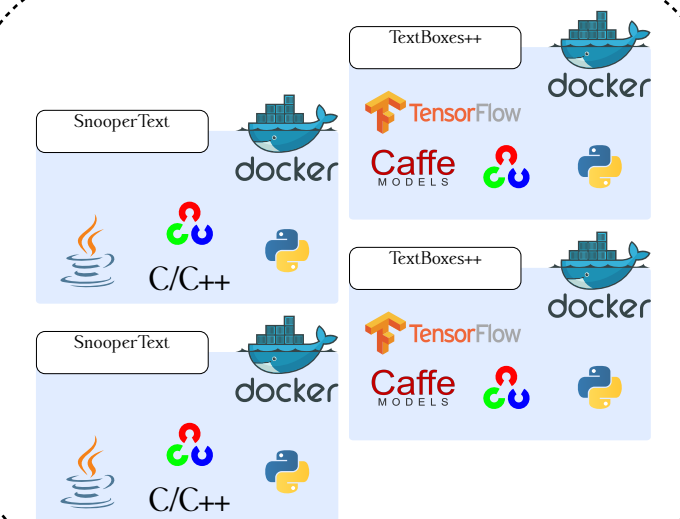 TextBoxes++
docker
TensorFlow
Caffe
MODELS
SnooperText
docker
C/C++
TextBoxes++
docker
TensorFlow
Caffe
MODELS
SnooperText
docker
C/C++